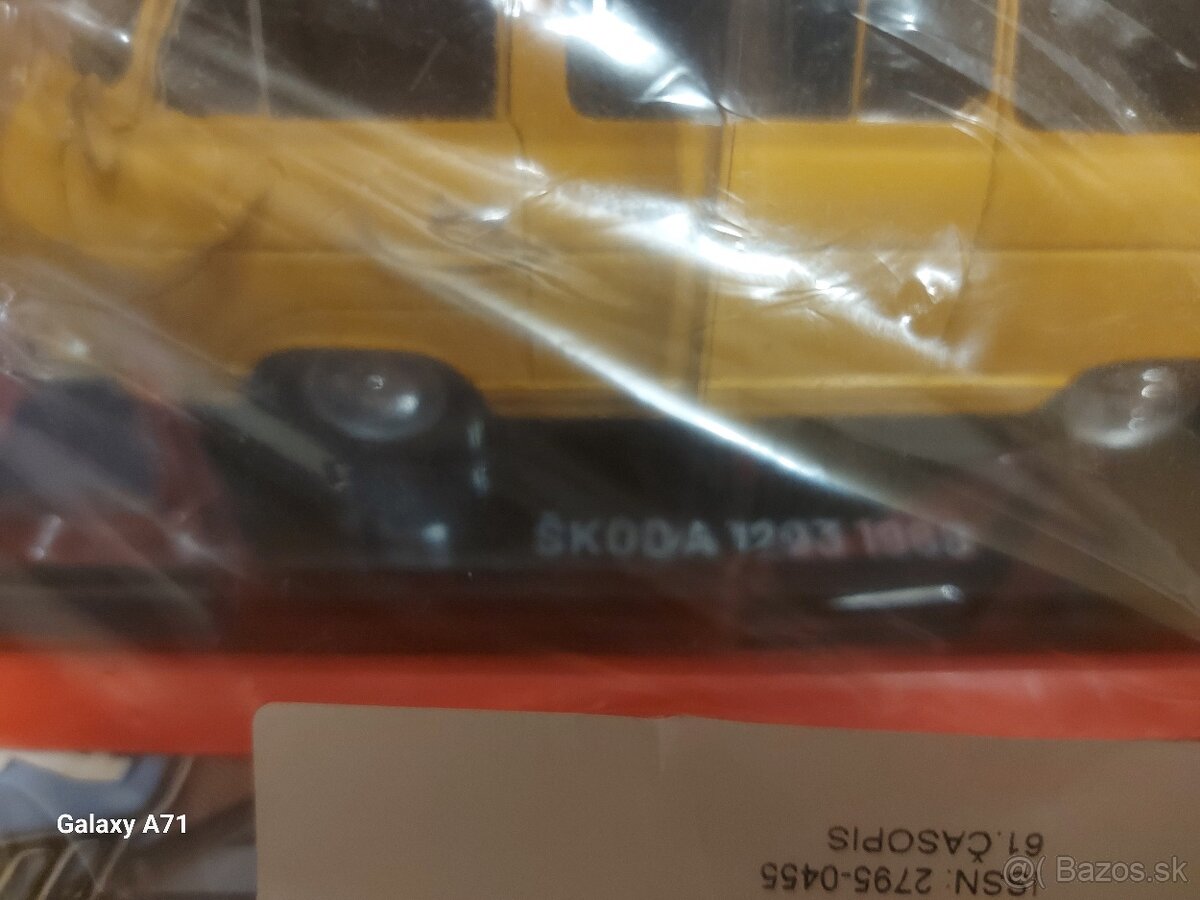 ŠKODA 1203
Galaxy A71
61.ČASOPIS
ISSN: 2795-0455
@( Bazos.sk